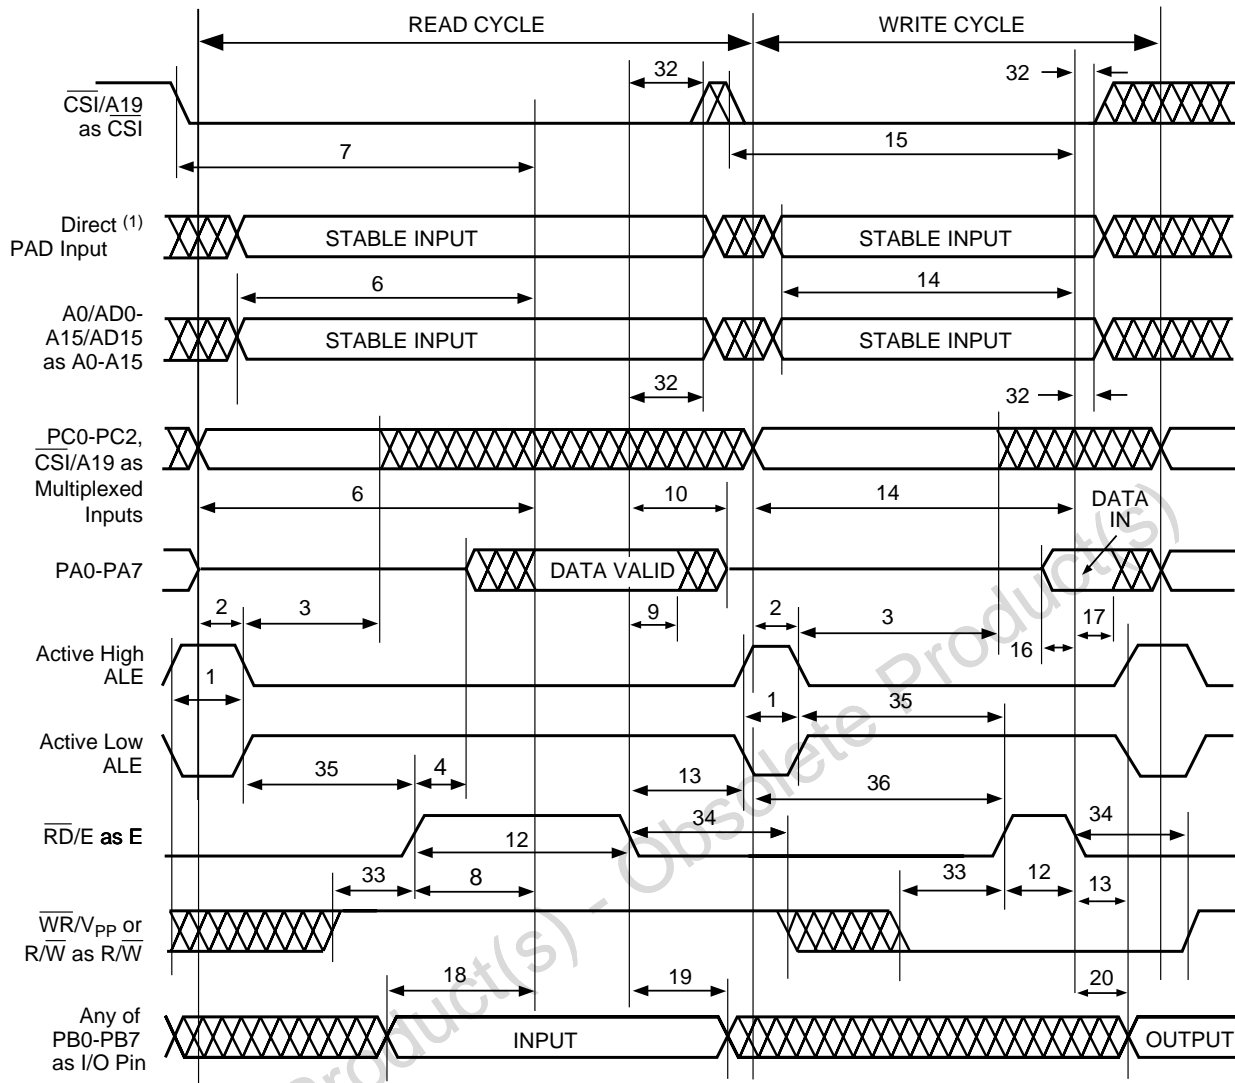 READ CYCLE
WRITE CYCLE
32
32
CSI/A19
as CSI
7
15
Direct (1)
PAD Input
STABLE INPUT
STABLE INPUT
6
14
A0/AD0-
A15/AD15
as A0-A15
STABLE INPUT
STABLE INPUT
32
32
PC0-PC2,
CSI/A19 as
Multiplexed
Inputs
6
10
14
DATA
IN
PA0-PA7
DATA VALID
2
3
9
2
3
17
16
Active High
ALE
1
1
35
Active Low
ALE
35
4
13
36
34
34
RD/E as E
12
33
8
33
12
13
WR/VPP or
R/W as R/W
18
19
20
Any of
PB0-PB7
as I/O Pin
INPUT
OUTPUT
Product(s) - Obsolete Product(s)